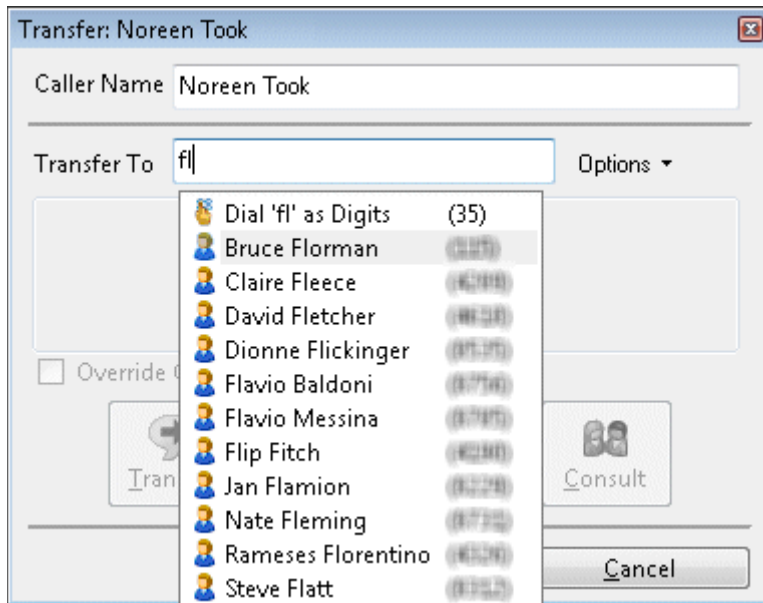 Transfer: Noreen Took
Caller Name Noreen Took
Transfer To fl Options
Dial 'fl' as Digits (35)
Bruce Florman
Claire Fleece
David Fletcher
Dionne Flickinger
Override
Flavio Baldoni
Flavio Messina
Flip Fitch
Tran Consult
Jan Flamion
Nate Fleming
Rameses Florentino
Cancel
Steve Flatt